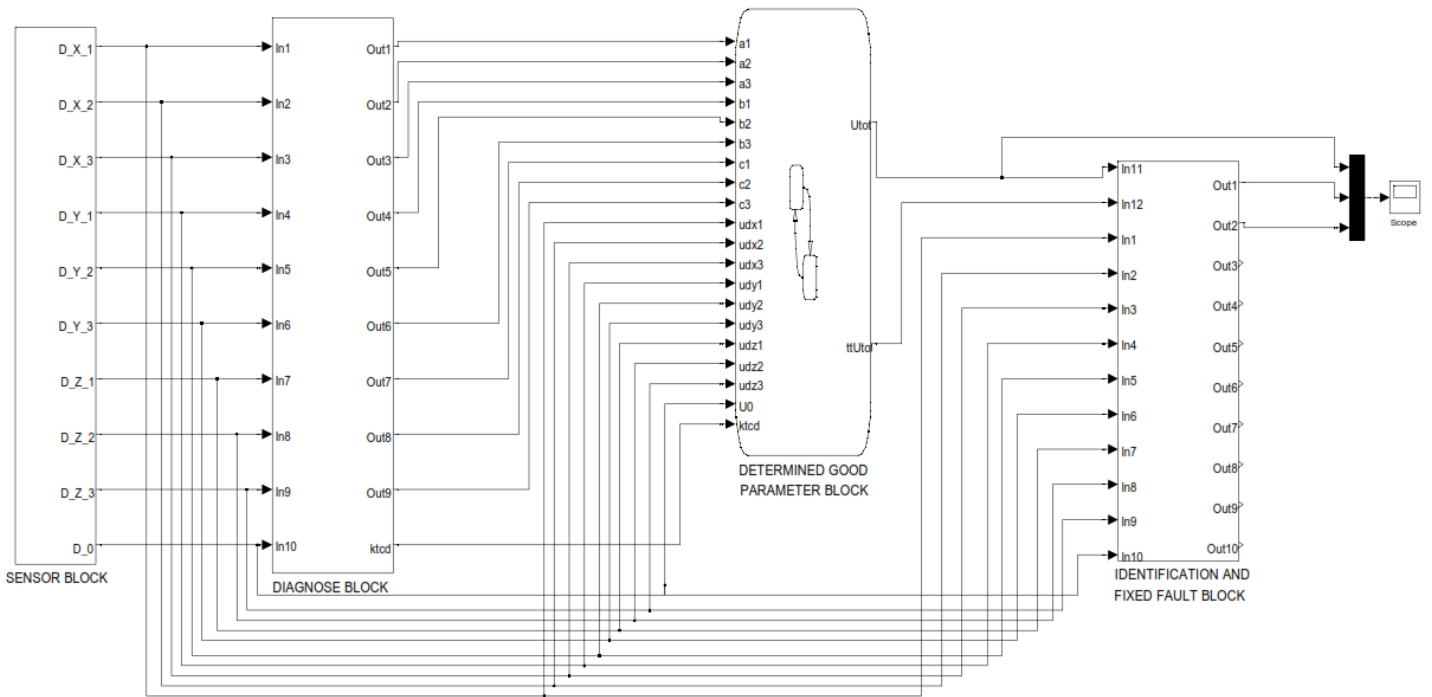 D_X_1
D_X_2
D_X_3
D_Y_1
D_Y_2
D_Y_3
D_Z_1
D_Z_2
D_Z_3
D_0
SENSOR BLOCK
In1
In2
In3
In4
In5
In6
In7
In8
In9
In10
Out1
Out2
Out3
Out4
Out5
Out6
Out7
Out8
Out9
ktcd
DIAGNOSE BLOCK
a1
a2
a3
b1
b2
b3
c1
c2
c3
udx1
udx2
udx3
udy1
udy2
udy3
udz1
udz2
udz3
U0
ktcd
Utot
ttUtot
DETERMINED GOOD
PARAMETER BLOCK
In11
In12
In1
In2
In3
In4
In5
In6
In7
In8
In9
In10
Out1
Out2
Out3
Out4
Out5
Out6
Out7
Out8
Out9
Out10
IDENTIFICATION AND
FIXED FAULT BLOCK
Scope